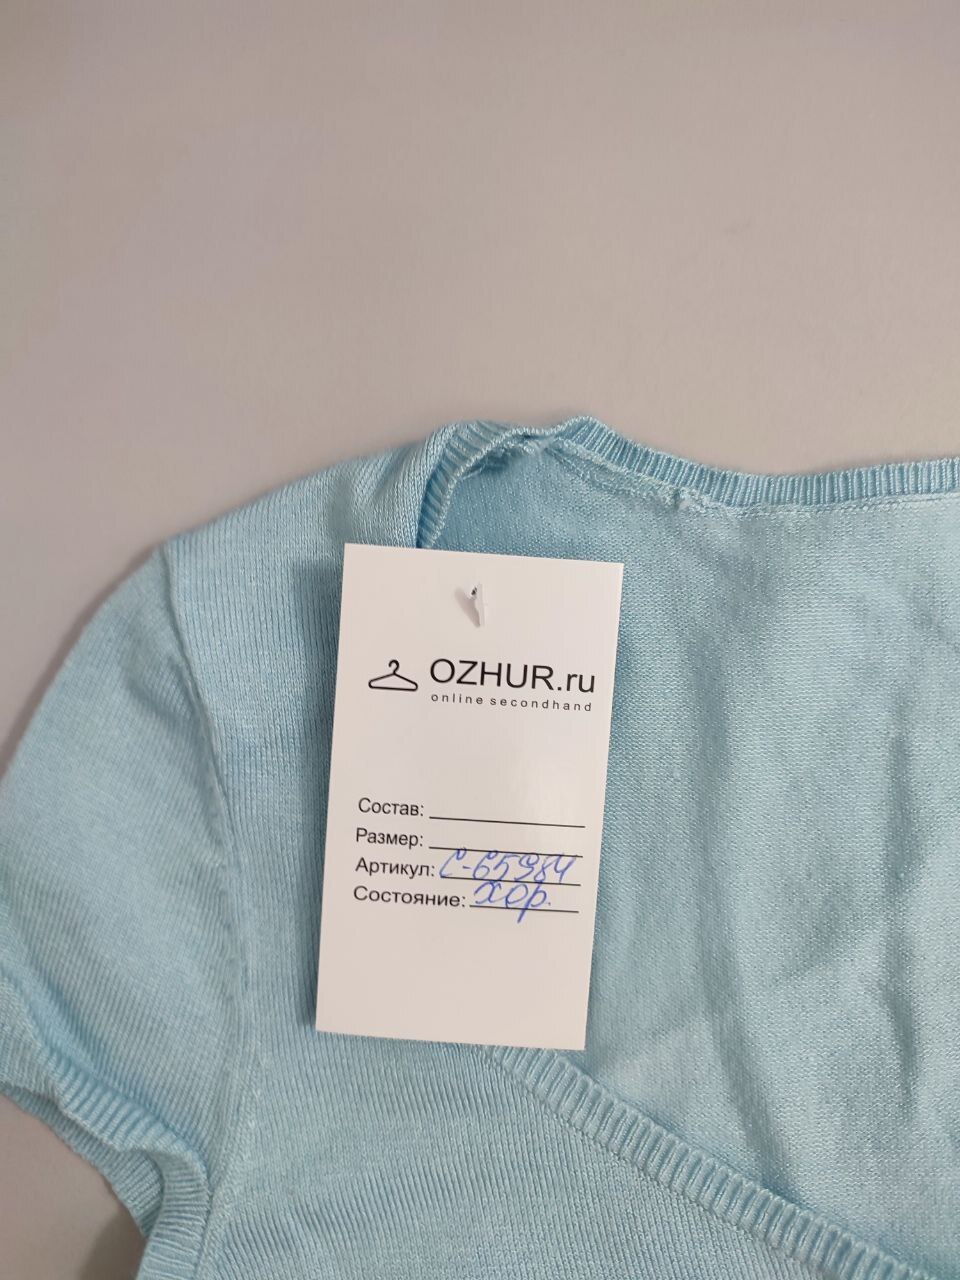 OZHUR.ru
online secondhand
Состав:
Размер:
Артикул: С-65984
Состояние: хор.